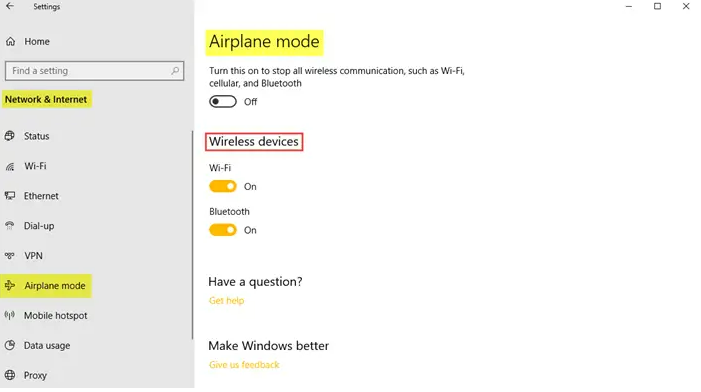 Settings
Home
Find a setting
Network & Internet
Status
Wi-Fi
Ethernet
Dial-up
VPN
Airplane mode
Mobile hotspot
Data usage
Proxy
Airplane mode
Turn this on to stop all wireless communication, such as Wi-Fi,
cellular, and Bluetooth
Off
Wireless devices
Wi-Fi
On
Bluetooth
On
Have a question?
Get help
Make Windows better
Give us feedback